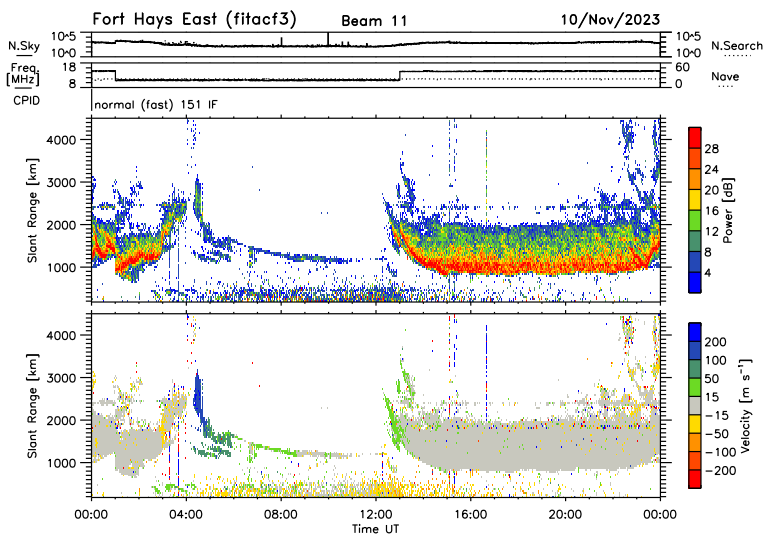 Fort Hays East (fitacf3) Beam 11 10/Nov/2023
N.Sky 10^5 10^0 10^5 10^0 N.Search
Freq. [MHz] 18 8 60 0 Nave
CPID normal (fast) 151 IF
Slant Range [km] 4000 3000 2000 1000
Power [dB] 28 24 20 16 12 8 4
Slant Range [km] 4000 3000 2000 1000
Velocity [m s⁻¹] 200 100 50 15 −15 −50 −100 −200
00:00 04:00 08:00 12:00 16:00 20:00 00:00
Time UT